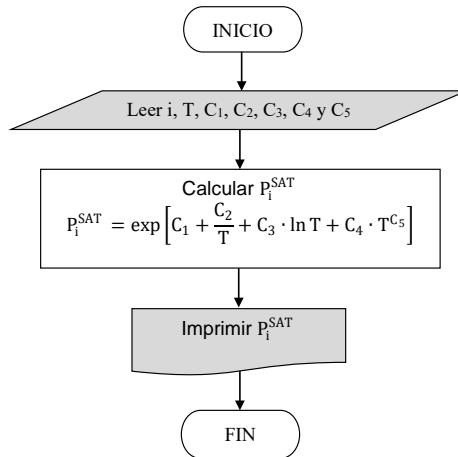 INICIO
Leer i, T, C₁, C₂, C₃, C₄ y C₅
Calcular P_i^SAT
P_i^SAT = exp[C₁ + C₂/T + C₃ · ln T + C₄ · T^C₅]
Imprimir P_i^SAT
FIN